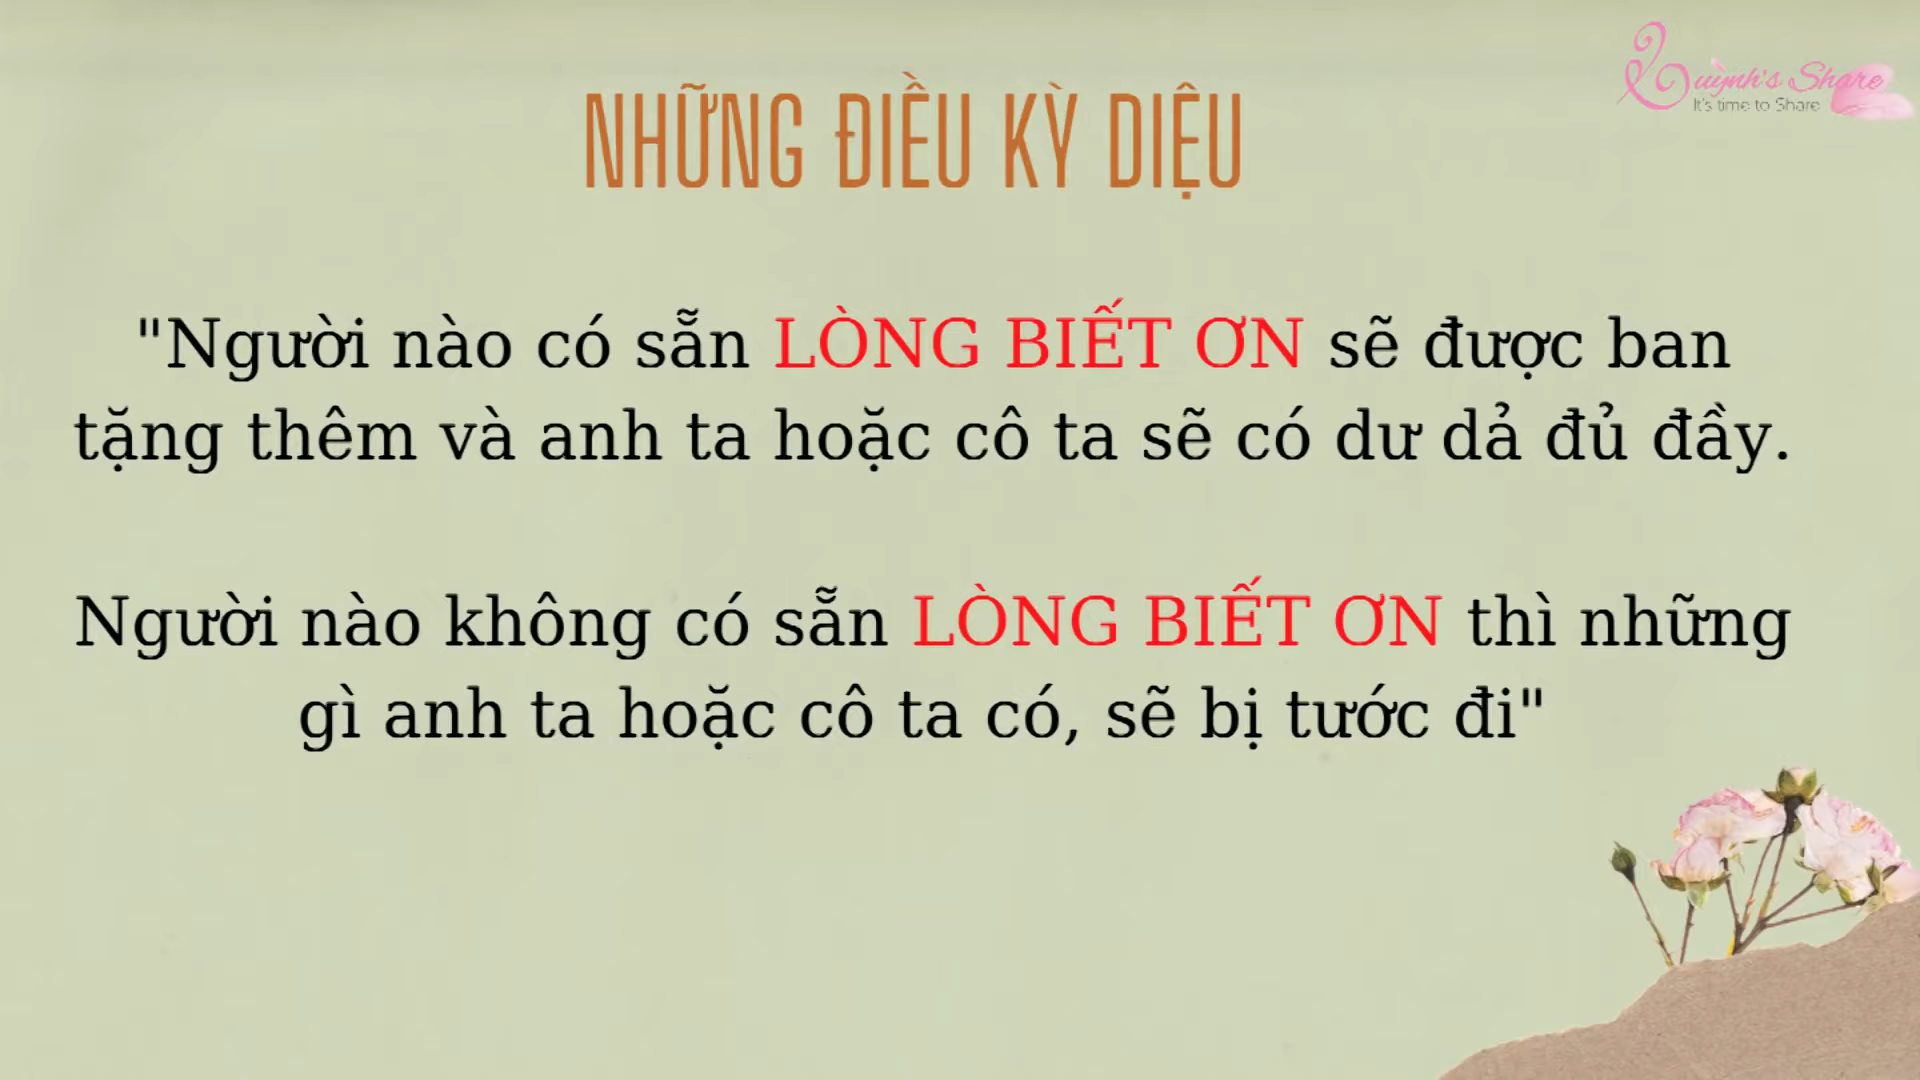 Quỳnh's Share
It's time to Share
NHỮNG ĐIỀU KỲ DIỆU
"Người nào có sẵn LÒNG BIẾT ƠN sẽ được ban
tặng thêm và anh ta hoặc cô ta sẽ có dư dả đủ đầy.
Người nào không có sẵn LÒNG BIẾT ƠN thì những
gì anh ta hoặc cô ta có, sẽ bị tước đi"